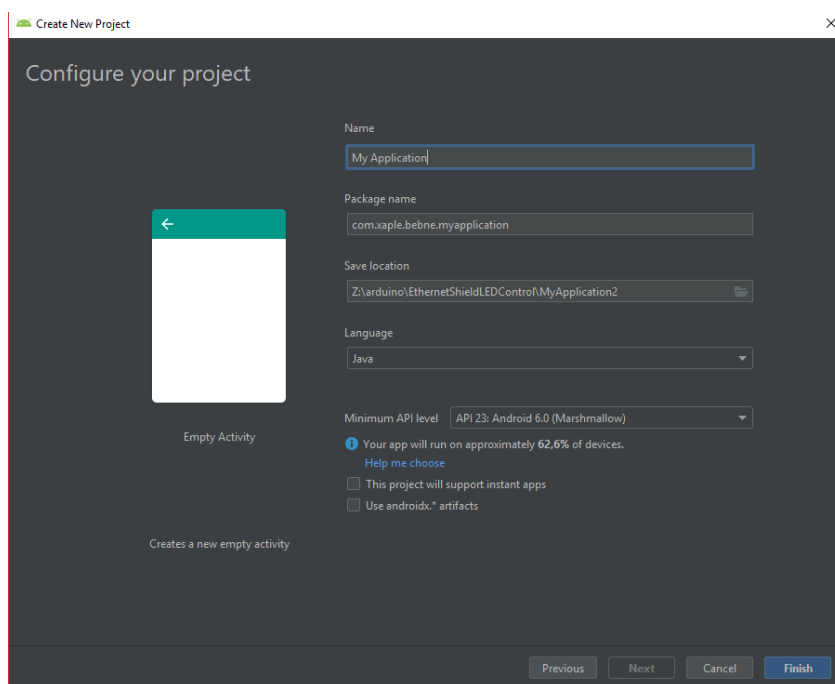 Create New Project
Configure your project
Name
My Application
Package name
com.xaple.bebne.myapplication
Save location
Z:\arduino\EthernetShieldLEDControl\MyApplication2
Language
Java
Empty Activity
Minimum API level API 23: Android 6.0 (Marshmallow)
Your app will run on approximately 62,6% of devices.
Help me choose
This project will support instant apps
Use androidx.* artifacts
Creates a new empty activity
Previous Next Cancel Finish